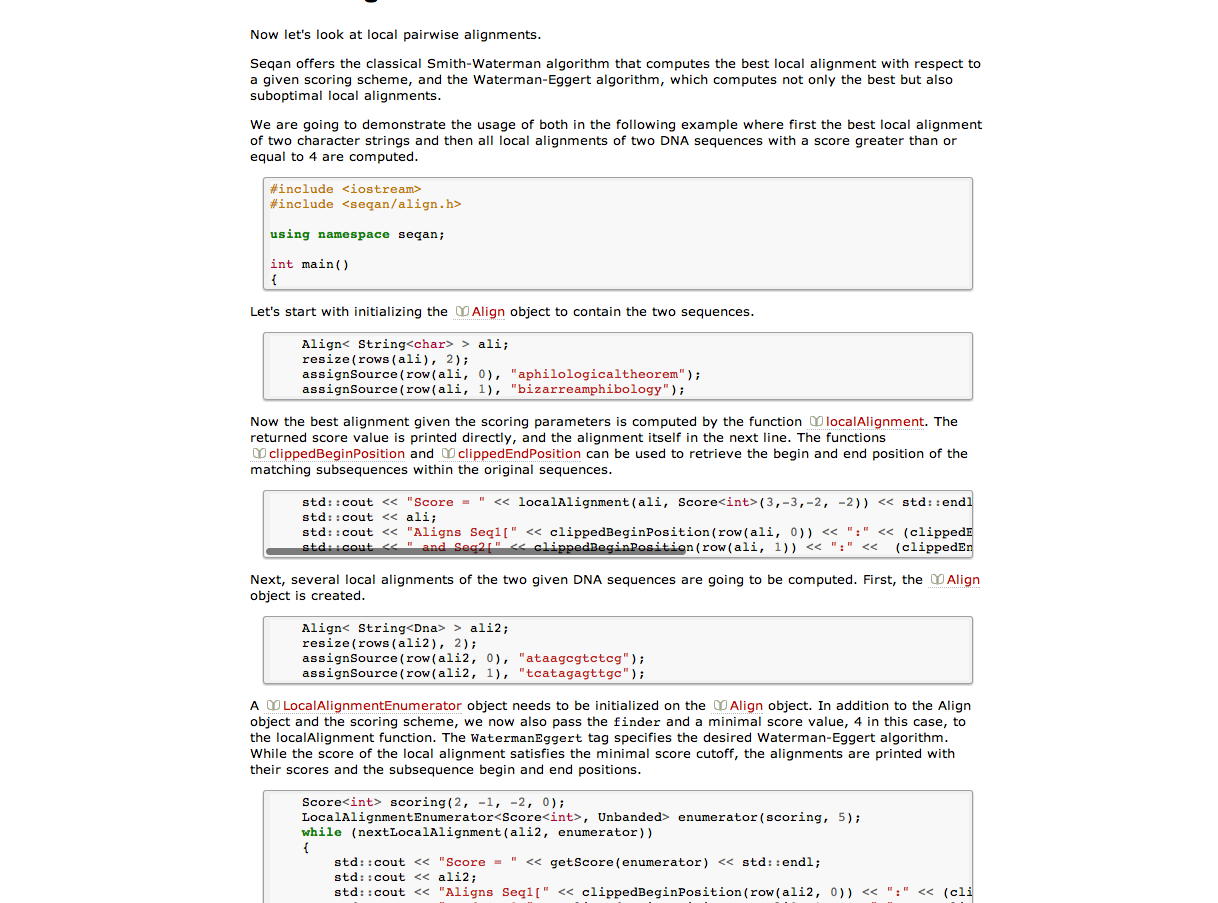 Now let's look at local pairwise alignments.
Seqan offers the classical Smith-Waterman algorithm that computes the best local alignment with respect to
a given scoring scheme, and the Waterman-Eggert algorithm, which computes not only the best but also
suboptimal local alignments.
We are going to demonstrate the usage of both in the following example where first the best local alignment
of two character strings and then all local alignments of two DNA sequences with a score greater than or
equal to 4 are computed.
#include <iostream>
#include <seqan/align.h>
using namespace seqan;
int main()
{
Let's start with initializing the Align object to contain the two sequences.
Align< String<char> > ali;
resize(rows(ali), 2);
assignSource(row(ali, 0), "aphilologicaltheorem");
assignSource(row(ali, 1), "bizarreamphibology");
Now the best alignment given the scoring parameters is computed by the function localAlignment. The
returned score value is printed directly, and the alignment itself in the next line. The functions
clippedBeginPosition and clippedEndPosition can be used to retrieve the begin and end position of the
matching subsequences within the original sequences.
std::cout << "Score = " << localAlignment(ali, Score<int>(3,-3,-2, -2)) << std::endl
std::cout << ali;
std::cout << "Aligns Seq1[" << clippedBeginPosition(row(ali, 0)) << ":" << (clippedE
std::cout << " and Seq2[" << clippedBeginPosition(row(ali, 1)) << ":" << (clippedEn
Next, several local alignments of the two given DNA sequences are going to be computed. First, the Align
object is created.
Align< String<Dna> > ali2;
resize(rows(ali2), 2);
assignSource(row(ali2, 0), "ataagcgtctcg");
assignSource(row(ali2, 1), "tcatagagttgc");
A LocalAlignmentEnumerator object needs to be initialized on the Align object. In addition to the Align
object and the scoring scheme, we now also pass the finder and a minimal score value, 4 in this case, to
the localAlignment function. The WatermanEggert tag specifies the desired Waterman-Eggert algorithm.
While the score of the local alignment satisfies the minimal score cutoff, the alignments are printed with
their scores and the subsequence begin and end positions.
Score<int> scoring(2, -1, -2, 0);
LocalAlignmentEnumerator<Score<int>, Unbanded> enumerator(scoring, 5);
while (nextLocalAlignment(ali2, enumerator))
{
std::cout << "Score = " << getScore(enumerator) << std::endl;
std::cout << ali2;
std::cout << "Aligns Seq1[" << clippedBeginPosition(row(ali2, 0)) << ":" << (cli